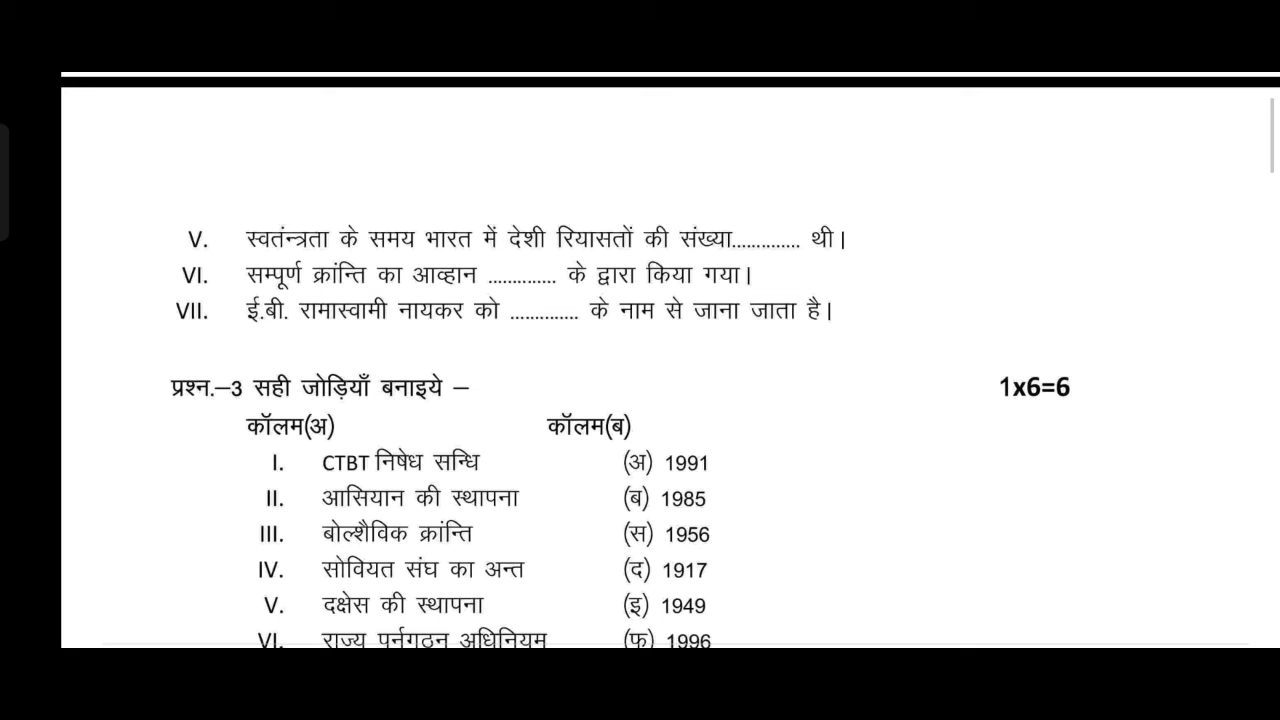 V. स्वतंन्त्रता के समय भारत में देशी रियासतों की संख्या.............. थी।
VI. सम्पूर्ण क्रांन्ति का आव्हान .............. के द्वारा किया गया।
VII. ई.बी. रामास्वामी नायकर को .............. के नाम से जाना जाता है।
प्रश्न.–3 सही जोड़ियाँ बनाइये – 1x6=6
कॉलम(अ) कॉलम(ब)
I. CTBT निषेध सन्धि (अ) 1991
II. आसियान की स्थापना (ब) 1985
III. बोल्शैविक क्रांन्ति (स) 1956
IV. सोवियत संघ का अन्त (द) 1917
V. दक्षेस की स्थापना (इ) 1949
VI. राज्य पुर्नगठन अधिनियम (फ) 1996